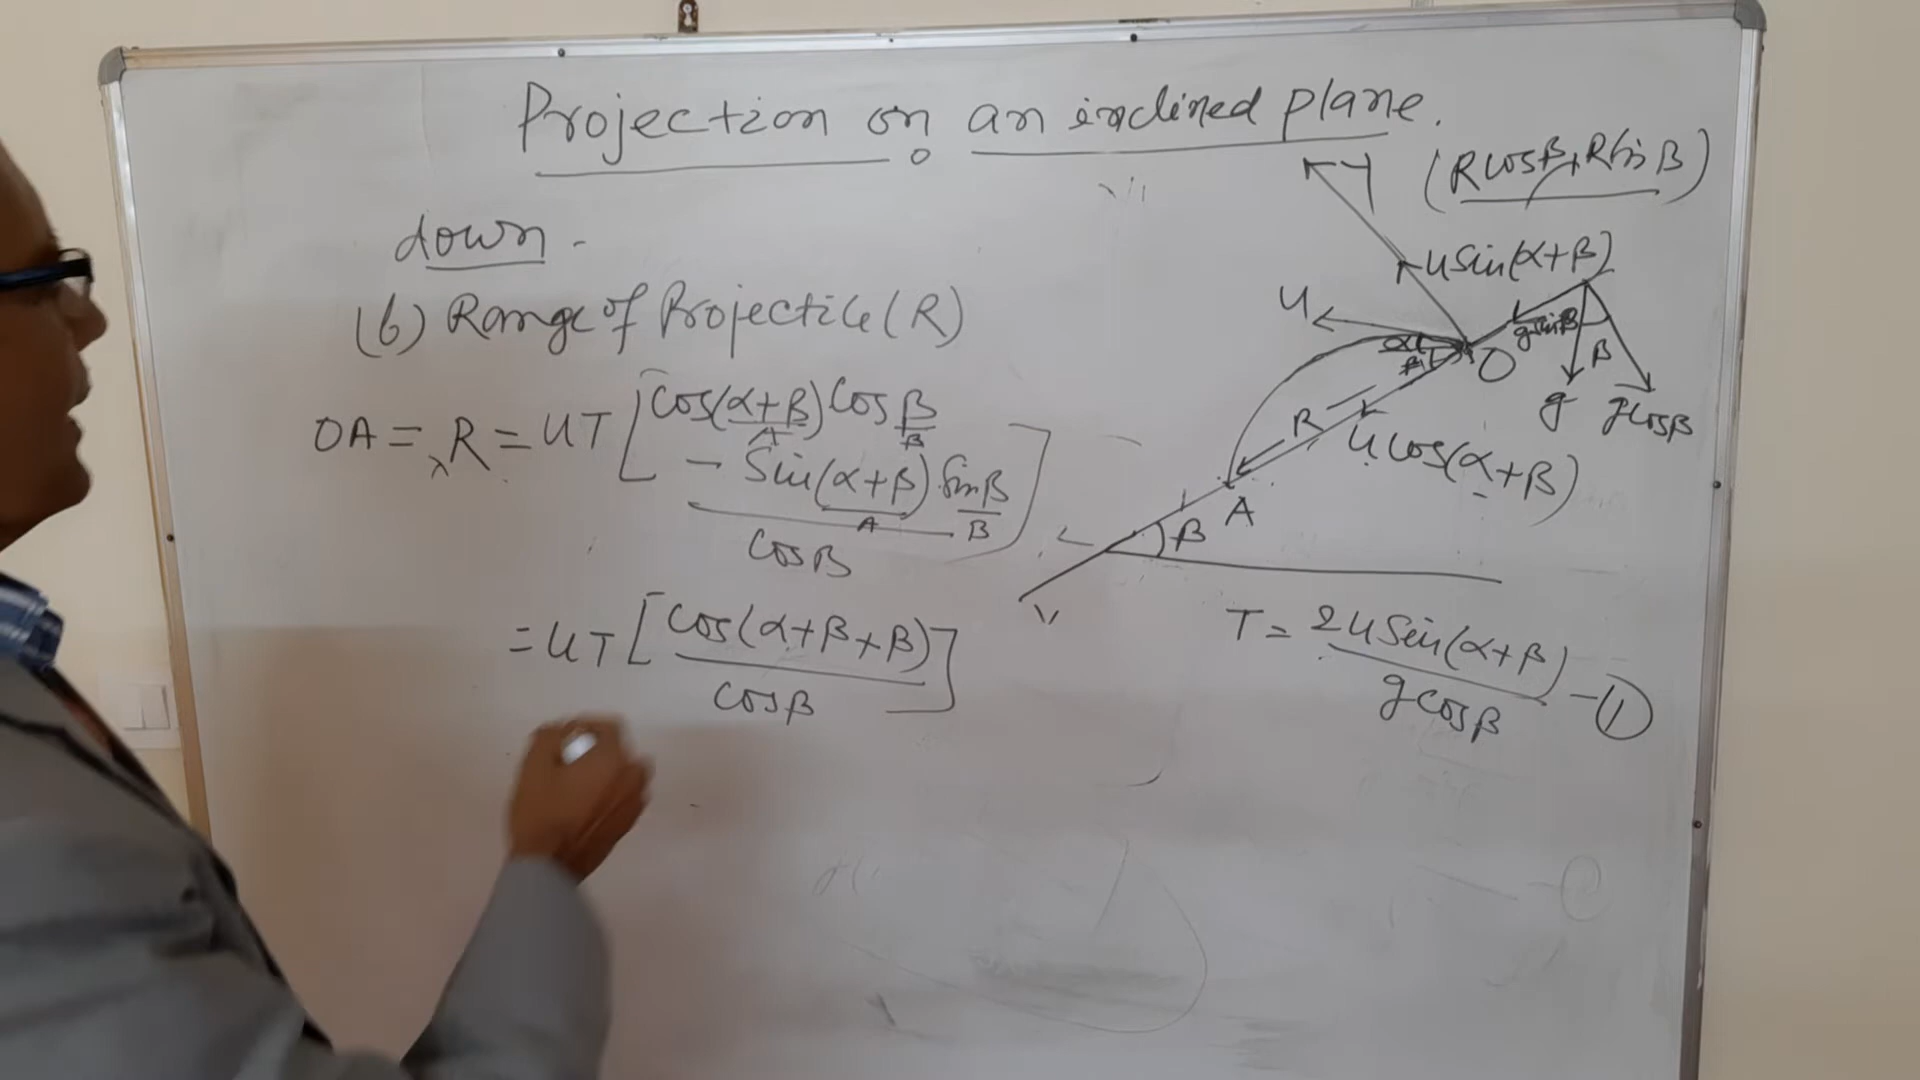 Projection on an inclined plane.
down -
(b) Range of Projectile (R)
OA = R = UT [ Cos(α+β) Cos β
A B
- Sin(α+β) Sin β ]
A B
Cos β
= UT [ Cos(α+β+β) ]
Cos β
Y (R cos β, R Sin β)
U Sin(α+β)
U
g sin β
α
β
β
O
g
g cos β
R
U cos(α+β)
A
β
T = 2 U Sin(α+β) - ①
g cos β